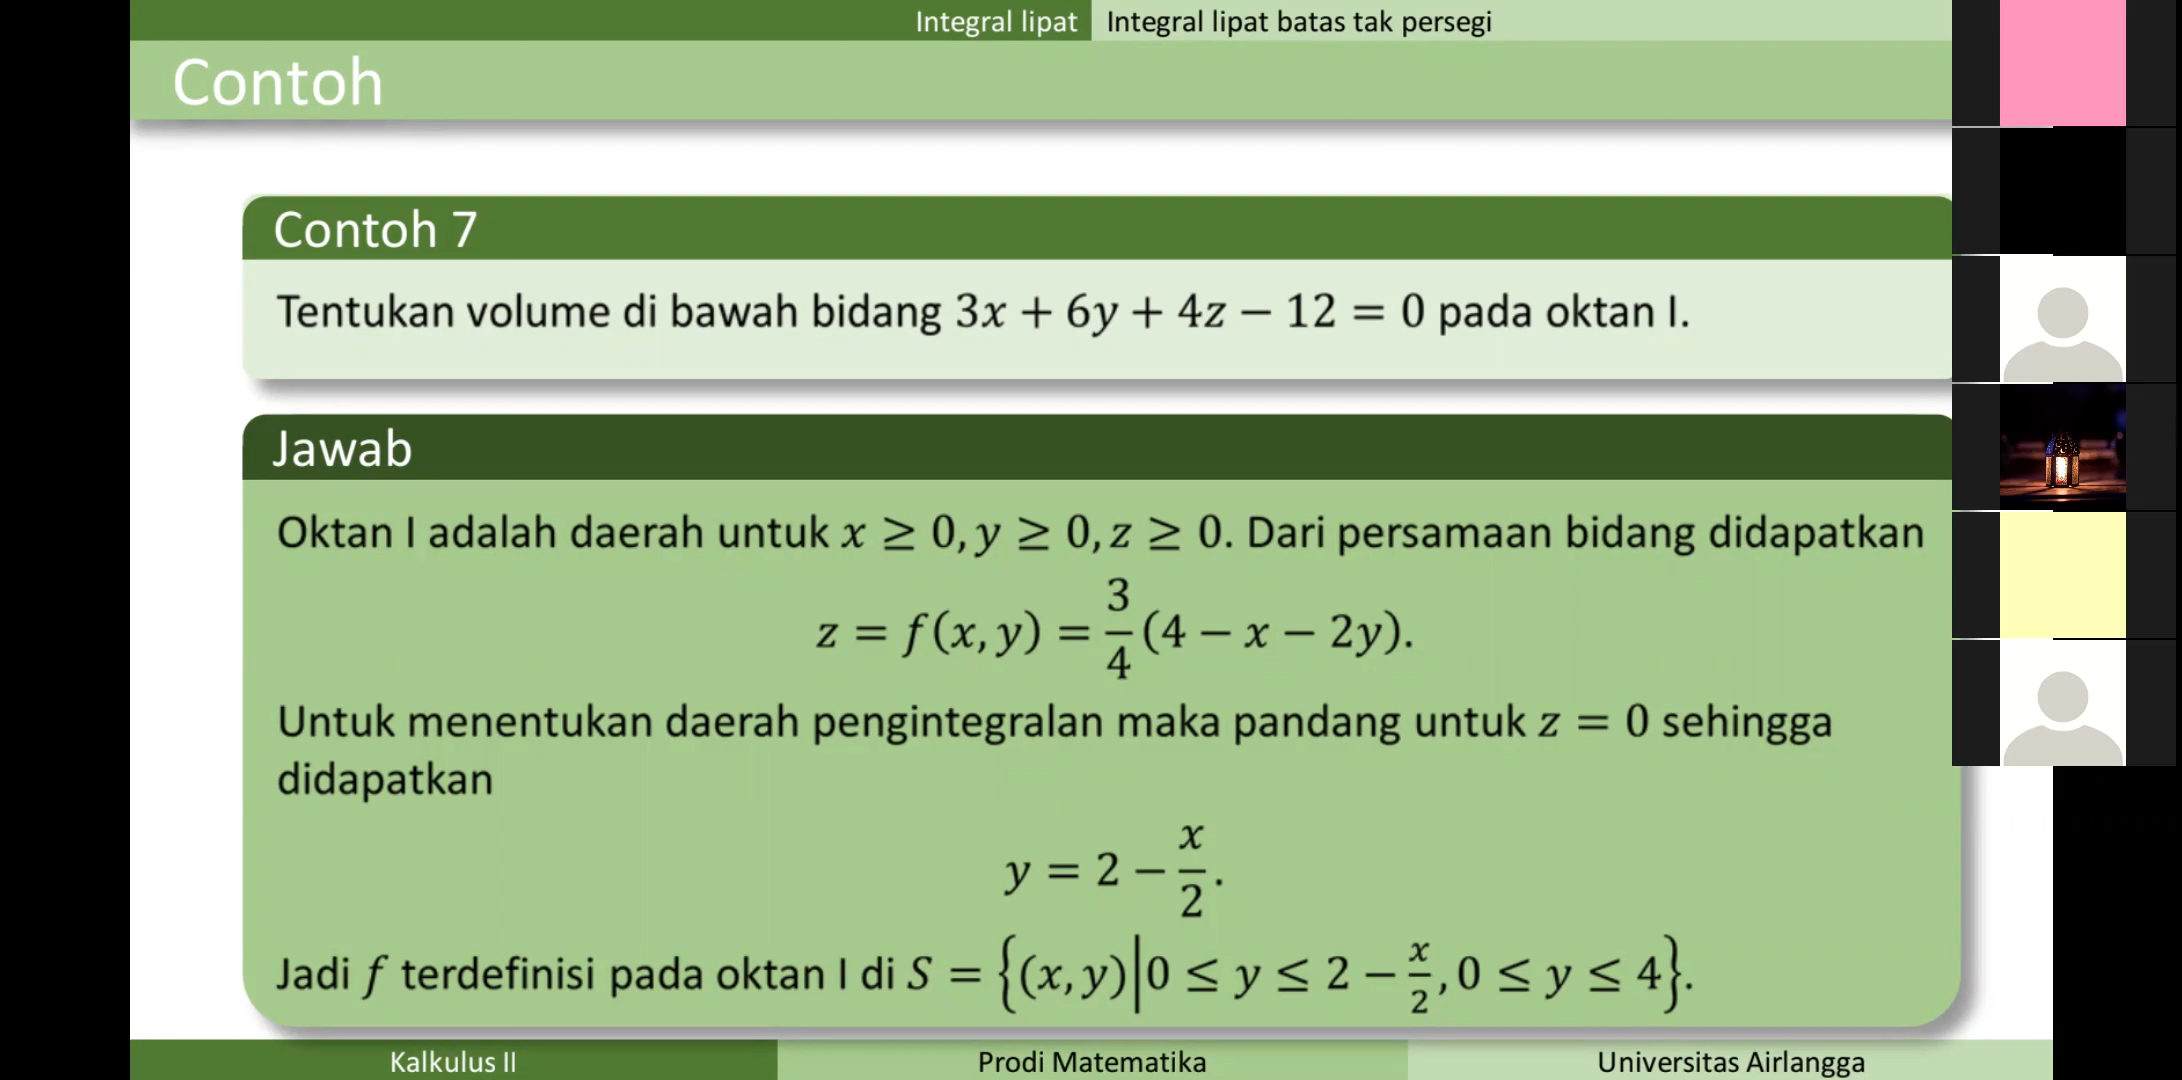 Integral lipat Integral lipat batas tak persegi
Contoh
Contoh 7
Tentukan volume di bawah bidang 3x + 6y + 4z − 12 = 0 pada oktan I.
Jawab
Oktan I adalah daerah untuk x ≥ 0, y ≥ 0, z ≥ 0. Dari persamaan bidang didapatkan
z = f(x, y) = 3/4 (4 − x − 2y).
Untuk menentukan daerah pengintegralan maka pandang untuk z = 0 sehingga
didapatkan
y = 2 − x/2.
Jadi f terdefinisi pada oktan I di S = {(x, y)|0 ≤ y ≤ 2 − x/2, 0 ≤ y ≤ 4}.
Kalkulus II Prodi Matematika Universitas Airlangga